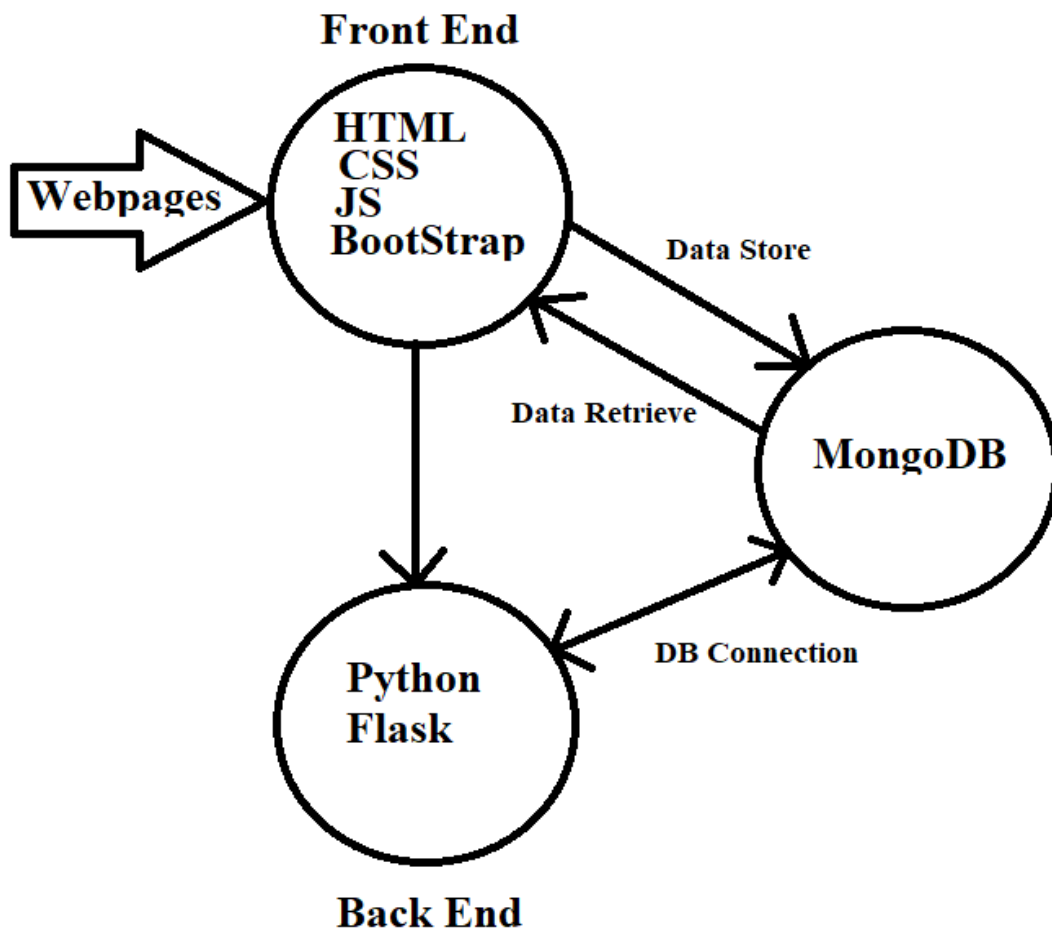 Front End
HTML
CSS
JS
BootStrap
Webpages
Data Store
Data Retrieve
MongoDB
DB Connection
Python
Flask
Back End